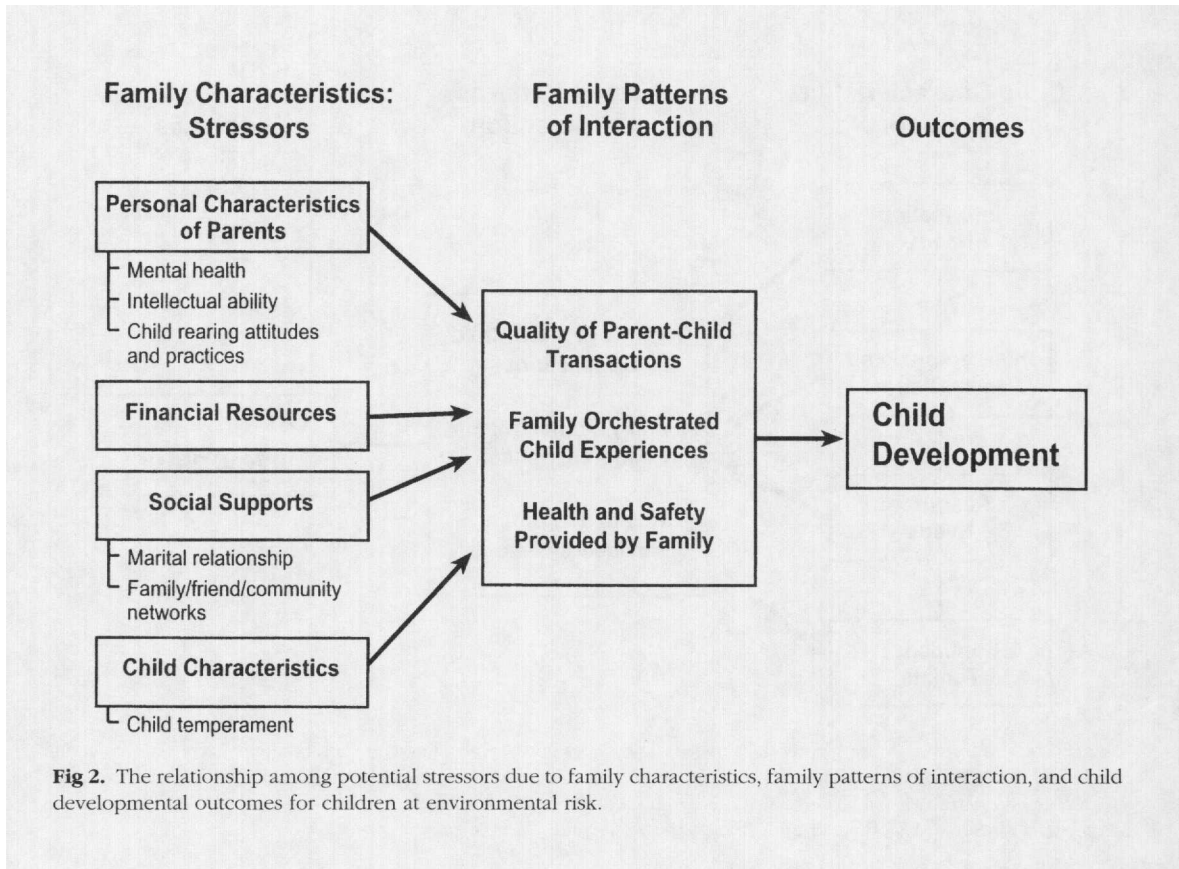 Family Characteristics:
Stressors
Family Patterns
of Interaction
Outcomes
Personal Characteristics
of Parents
Mental health
Intellectual ability
Child rearing attitudes
and practices
Financial Resources
Social Supports
Marital relationship
Family/friend/community
networks
Child Characteristics
Child temperament
Quality of Parent-Child
Transactions
Family Orchestrated
Child Experiences
Health and Safety
Provided by Family
Child
Development
Fig 2. The relationship among potential stressors due to family characteristics, family patterns of interaction, and child
developmental outcomes for children at environmental risk.